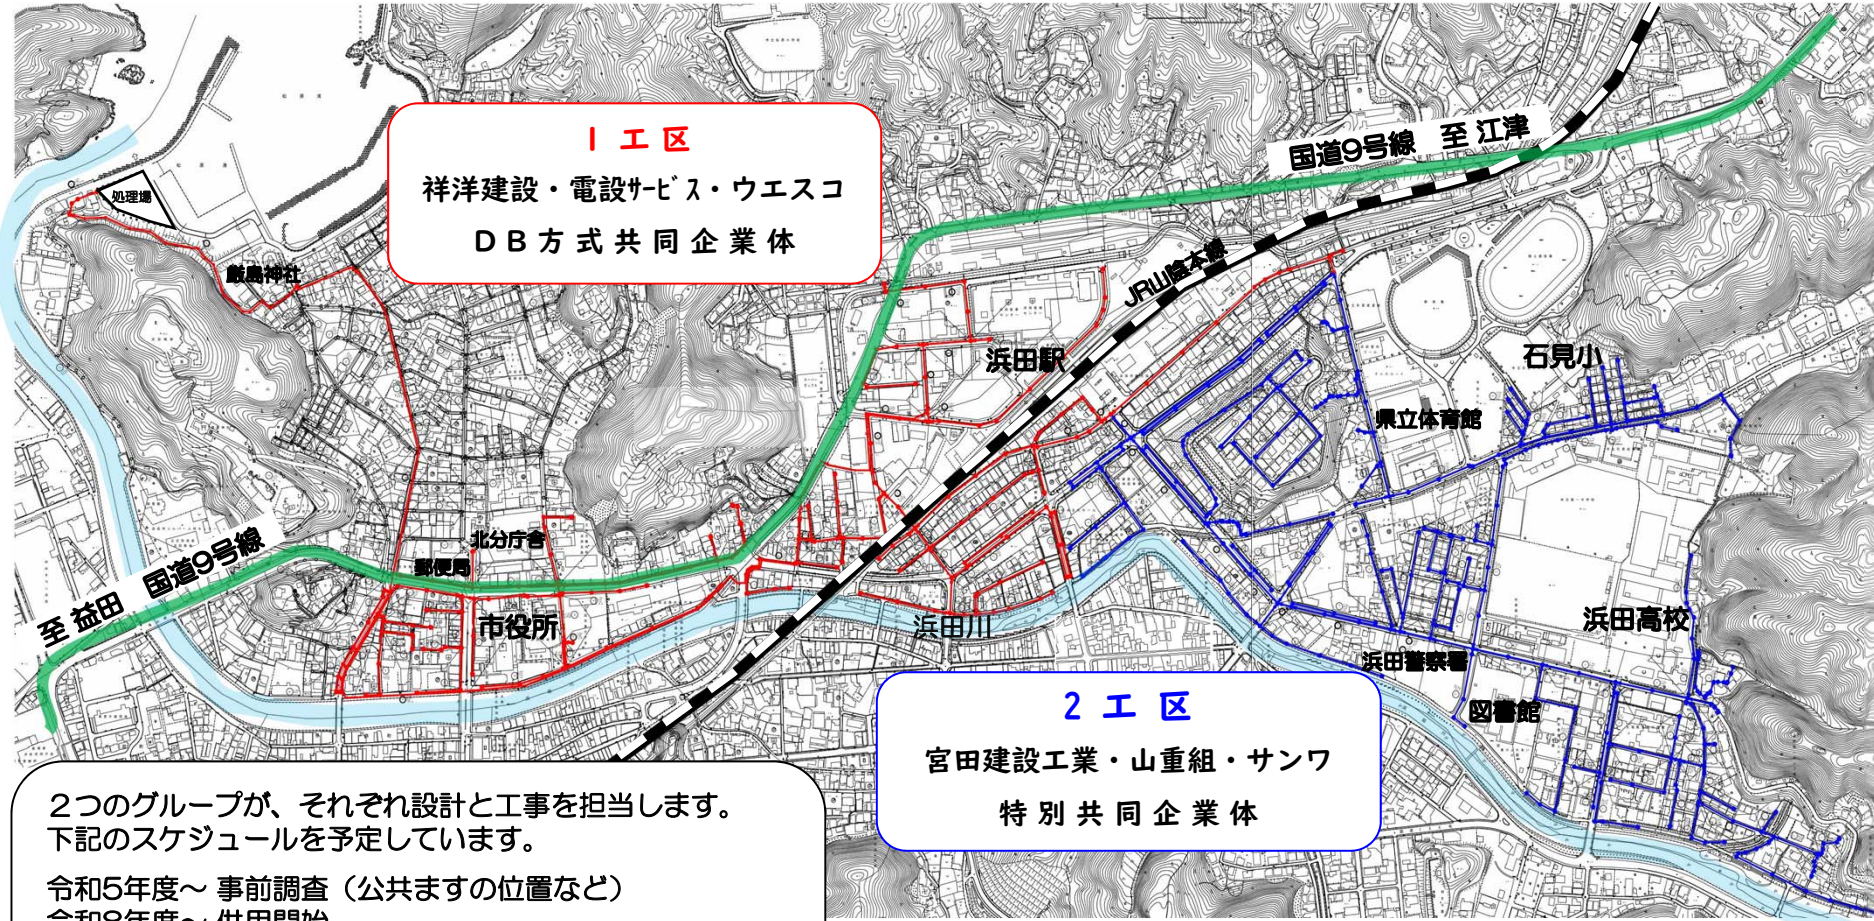 1工区
祥洋建設・電設ｻｰﾋﾞｽ・ウエスコ
DB方式共同企業体
国道9号線 至 江津
処理場
厳島神社
JR山陰本線
浜田駅
石見小
県立体育館
北分庁舎
郵便局
至 益田 国道9号線
市役所
浜田川
浜田高校
浜田警察署
図書館
2工区
宮田建設工業・山重組・サンワ
特別共同企業体
２つのグループが、それぞれ設計と工事を担当します。
下記のスケジュールを予定しています。
令和5年度～ 事前調査（公共ますの位置など）
令和8年度～ 供用開始